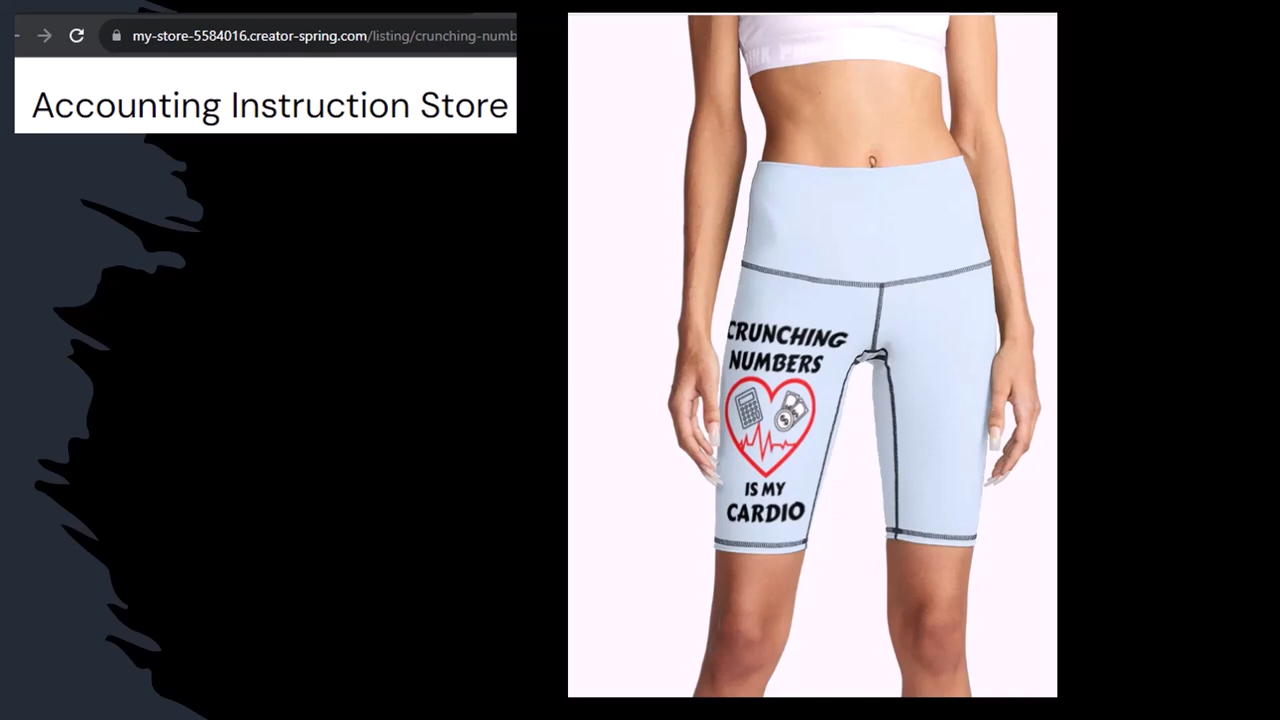 my-store-5584016.creator-spring.com/listing/crunching-numb
Accounting Instruction Store
CRUNCHING
NUMBERS
IS MY
CARDIO